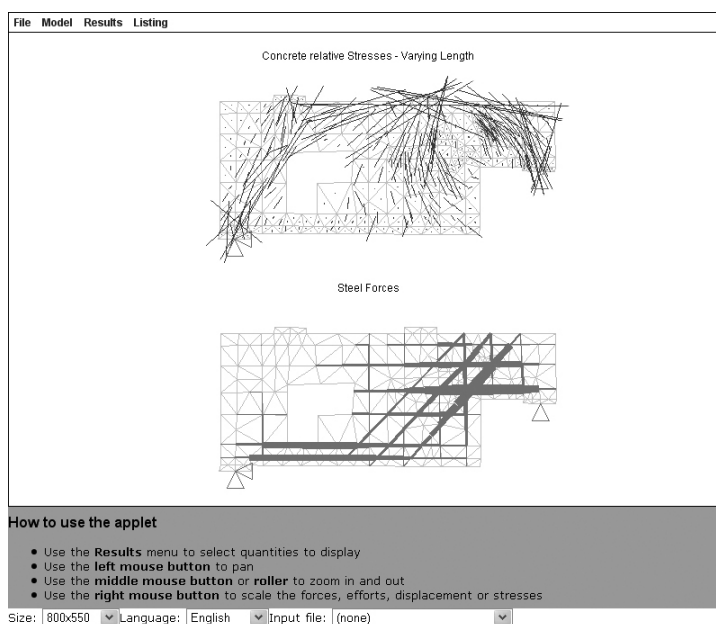 File Model Results Listing
Concrete relative Stresses - Varying Length
Steel Forces
How to use the applet
Use the Results menu to select quantities to display
Use the left mouse button to pan
Use the middle mouse button or roller to zoom in and out
Use the right mouse button to scale the forces, efforts, displacement or stresses
Size: 800x550 Language: English Input file: (none)